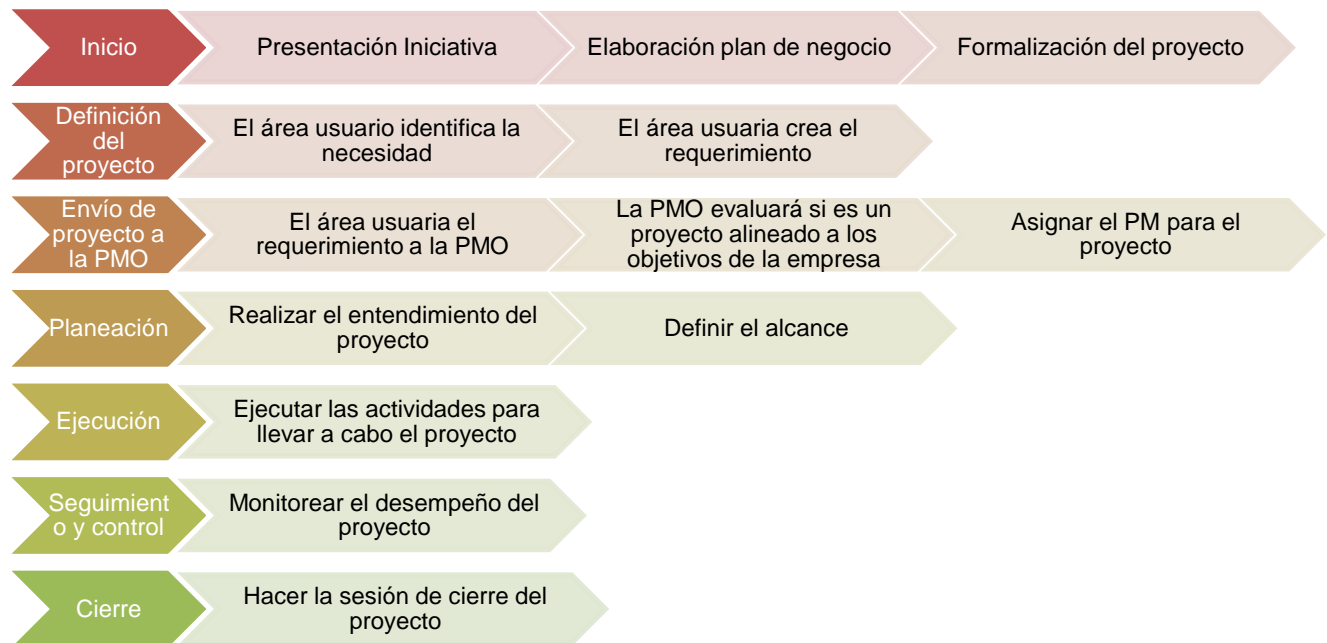 Inicio
Presentación Iniciativa
Elaboración plan de negocio
Formalización del proyecto
Definición
del
proyecto
El área usuario identifica la
necesidad
El área usuaria crea el
requerimiento
Envío de
proyecto a
la PMO
El área usuaria el
requerimiento a la PMO
La PMO evaluará si es un
proyecto alineado a los
objetivos de la empresa
Asignar el PM para el
proyecto
Planeación
Realizar el entendimiento del
proyecto
Definir el alcance
Ejecución
Ejecutar las actividades para
llevar a cabo el proyecto
Seguimient
o y control
Monitorear el desempeño del
proyecto
Cierre
Hacer la sesión de cierre del
proyecto